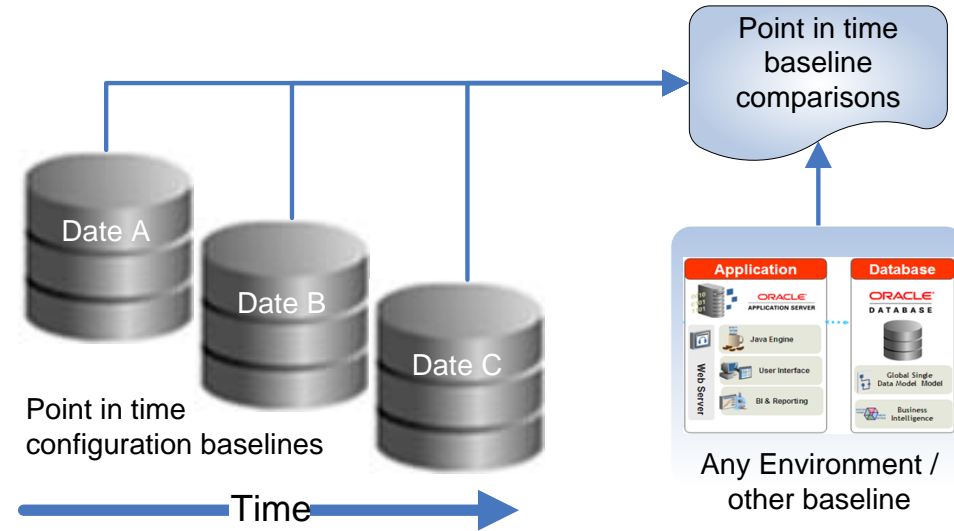 Point in time
baseline
comparisons
Date A
Date B
Date C
Point in time
configuration baselines
Time
Application
ORACLE
APPLICATION SERVER
Web Server
Java Engine
User Interface
BI & Reporting
Database
ORACLE
DATABASE
Global Single
Data Model Model
Business
Intelligence
Any Environment /
other baseline